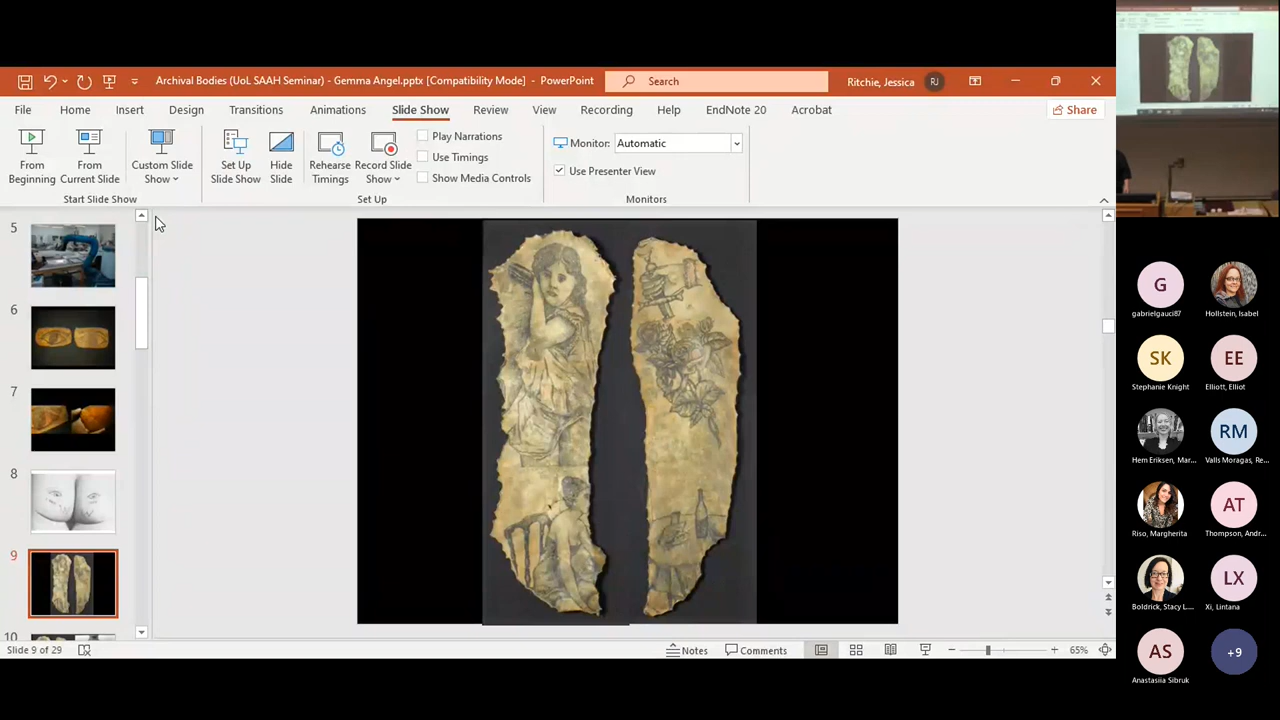 Archival Bodies (UoL SAAH Seminar) - Gemma Angel.pptx [Compatibility Mode] - PowerPoint
Search
Ritchie, Jessica
RJ
File Home Insert Design Transitions Animations Slide Show Review View Recording Help EndNote 20 Acrobat
Share
From Beginning
From Current Slide
Custom Slide Show
Start Slide Show
Set Up Slide Show
Hide Slide
Rehearse Timings
Record Slide Show
Play Narrations
Use Timings
Show Media Controls
Set Up
Monitor: Automatic
Use Presenter View
Monitors
5
6
7
8
9
10
Slide 9 of 29
Notes
Comments
65%
G
gabrielgauci87
Hollstein, Isabel
SK
Stephanie Knight
EE
Elliott, Elliot
Hem Eriksen, Mar...
RM
Valls Moragas, Re...
Riso, Margherita
AT
Thompson, Andr...
Boldrick, Stacy L....
LX
Xi, Lintana
AS
Anastasiia Sibruk
+9